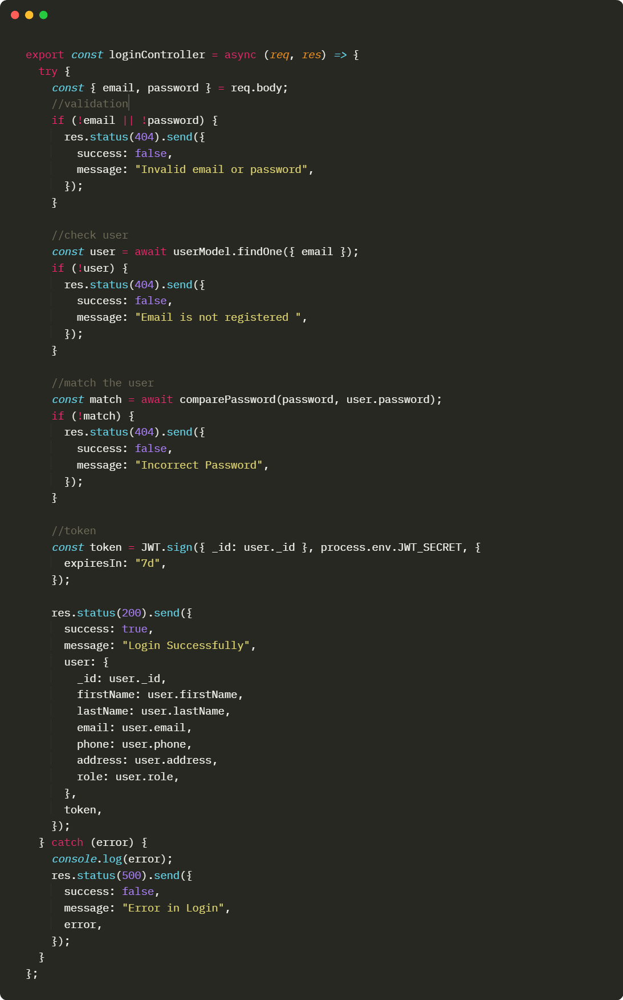 export const loginController = async (req, res) => {
  try {
    const { email, password } = req.body;
    //validation
    if (!email || !password) {
      res.status(404).send({
        success: false,
        message: "Invalid email or password",
      });
    }

    //check user
    const user = await userModel.findOne({ email });
    if (!user) {
      res.status(404).send({
        success: false,
        message: "Email is not registered ",
      });
    }

    //match the user
    const match = await comparePassword(password, user.password);
    if (!match) {
      res.status(404).send({
        success: false,
        message: "Incorrect Password",
      });
    }

    //token
    const token = JWT.sign({ _id: user._id }, process.env.JWT_SECRET, {
      expiresIn: "7d",
    });

    res.status(200).send({
      success: true,
      message: "Login Successfully",
      user: {
        _id: user._id,
        firstName: user.firstName,
        lastName: user.lastName,
        email: user.email,
        phone: user.phone,
        address: user.address,
        role: user.role,
      },
      token,
    });
  } catch (error) {
    console.log(error);
    res.status(500).send({
      success: false,
      message: "Error in Login",
      error,
    });
  }
};